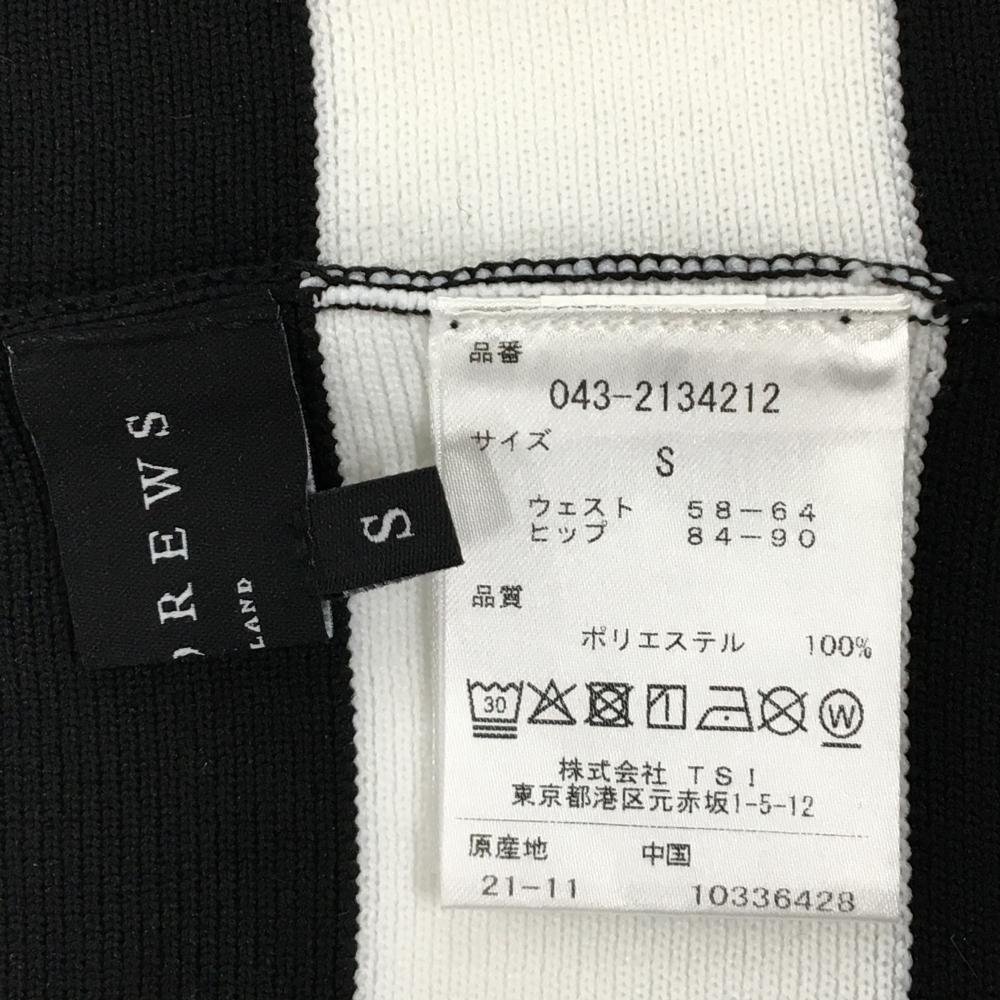 REWS
LAND
S
品番
043-2134212
サイズ
S
ウェスト 58-64
ヒップ 84-90
品質
ポリエステル 100%
30
W
株式会社 TSI
東京都港区元赤坂1-5-12
原産地 中国
21-11 10336428